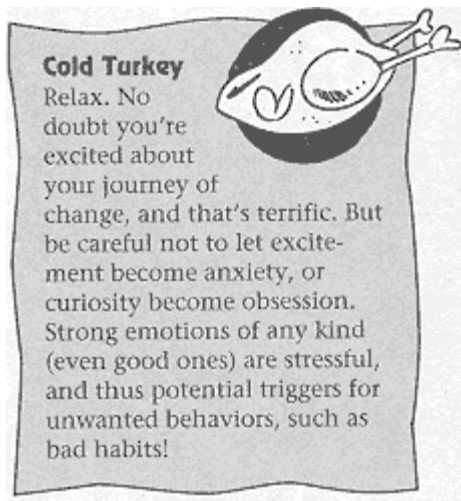 Cold Turkey
Relax. No
doubt you're
excited about
your journey of
change, and that's terrific. But
be careful not to let excite-
ment become anxiety, or
curiosity become obsession.
Strong emotions of any kind
(even good ones) are stressful,
and thus potential triggers for
unwanted behaviors, such as
bad habits!